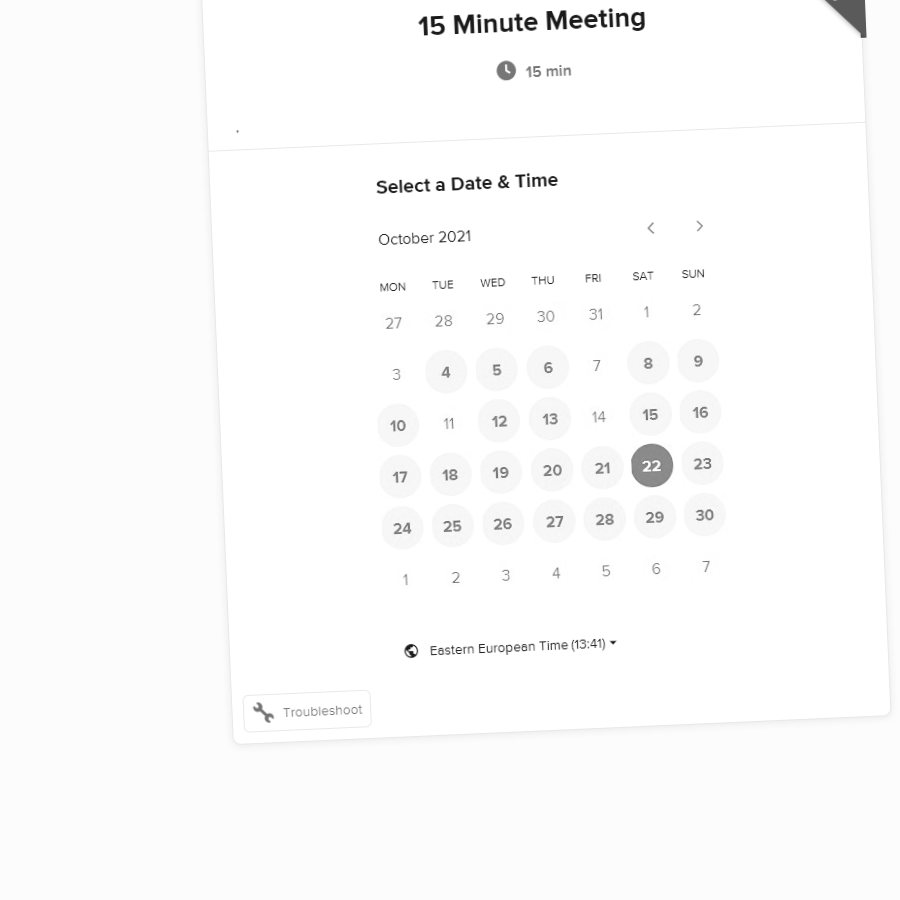 15 Minute Meeting
15 min
Select a Date & Time
October 2021
MON TUE WED THU FRI SAT SUN
27 28 29 30 31 1 2
3 4 5 6 7 8 9
10 11 12 13 14 15 16
17 18 19 20 21 22 23
24 25 26 27 28 29 30
1 2 3 4 5 6 7
Eastern European Time (13:41)
Troubleshoot